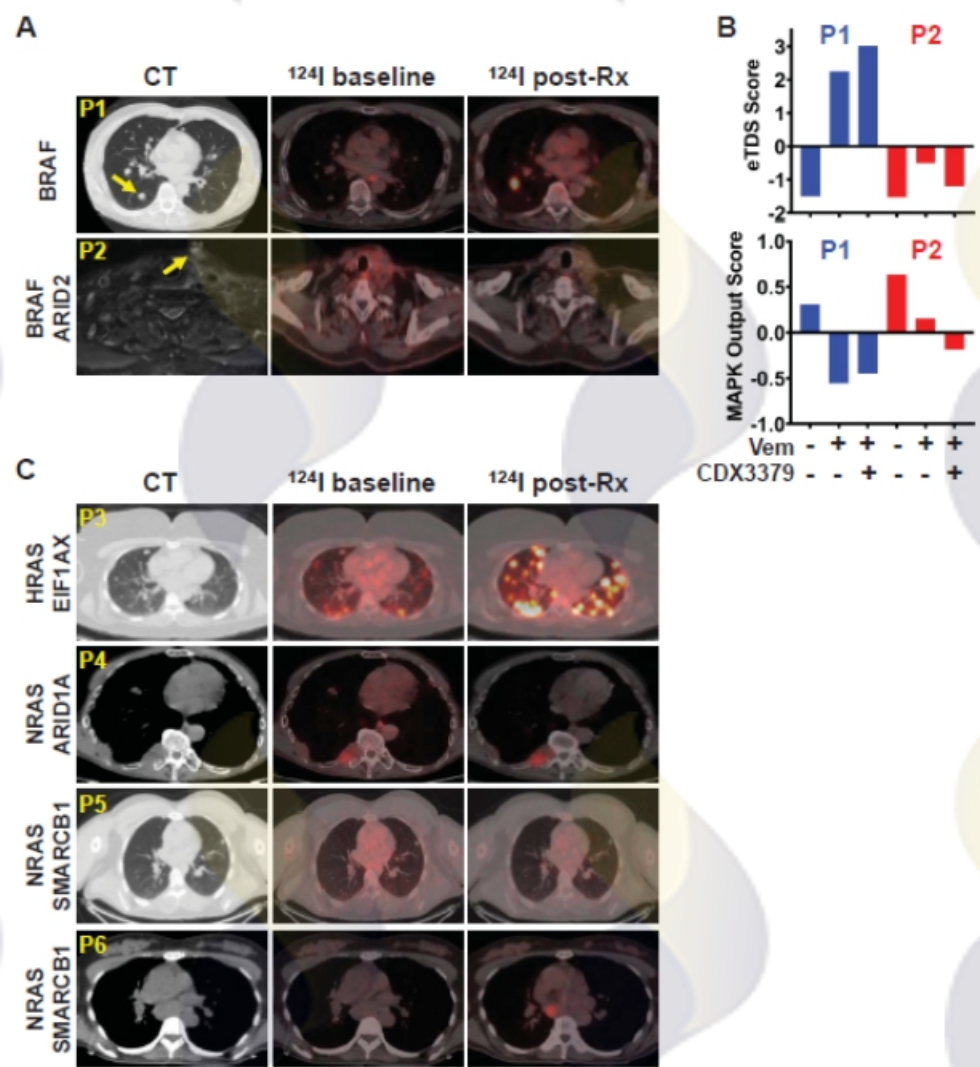 A
CT
¹²⁴I baseline
¹²⁴I post-Rx
BRAF
P1
BRAF
ARID2
P2
B
P1
P2
eTDS Score
3
2
1
0
-1
-2
P1
P2
MAPK Output Score
1.0
0.5
0.0
-0.5
-1.0
Vem - + + - + +
CDX3379 - - + - - +
C
CT
¹²⁴I baseline
¹²⁴I post-Rx
HRAS
EIF1AX
P3
NRAS
ARID1A
P4
NRAS
SMARCB1
P5
NRAS
SMARCB1
P6